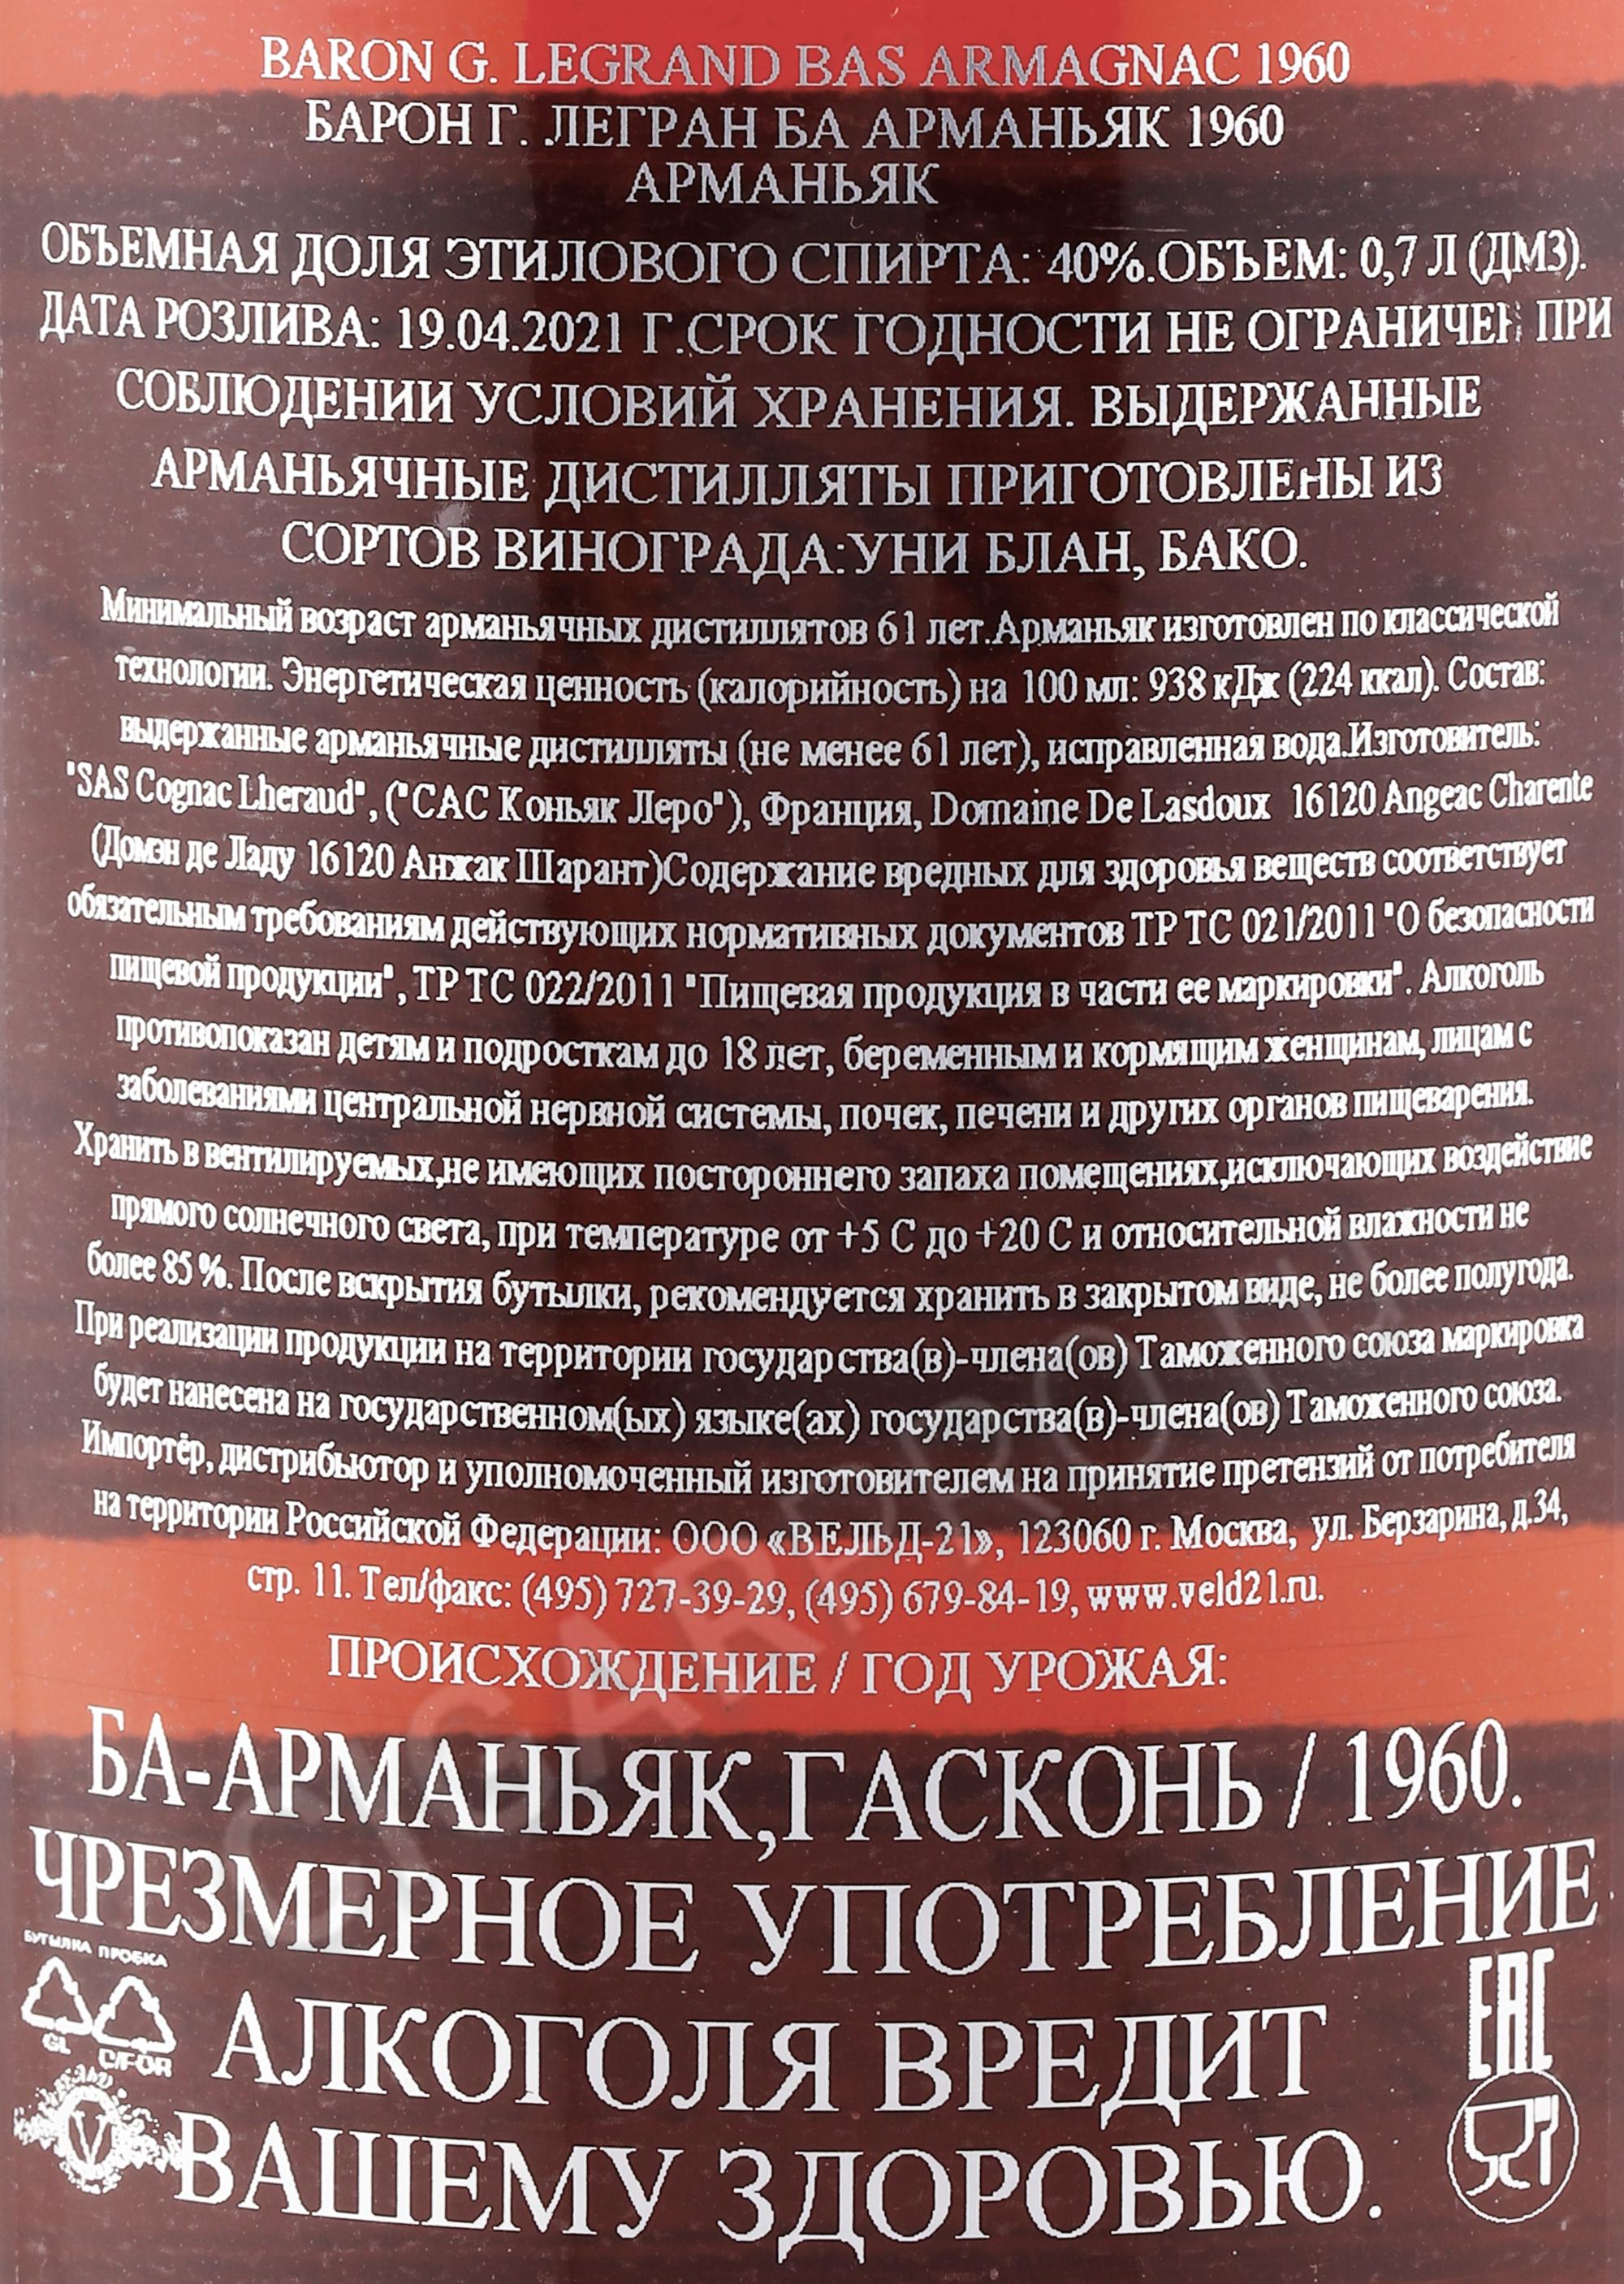 BARON G. LEGRAND BAS ARMAGNAC 1960
БАРОН Г. ЛЕГРАН БА АРМАНЬЯК 1960
АРМАНЬЯК
ОБЪЕМНАЯ ДОЛЯ ЭТИЛОВОГО СПИРТА: 40%.ОБЪЕМ: 0,7 Л (ДМ3).
ДАТА РОЗЛИВА: 19.04.2021 Г.СРОК ГОДНОСТИ НЕ ОГРАНИЧЕН ПРИ
СОБЛЮДЕНИИ УСЛОВИЙ ХРАНЕНИЯ. ВЫДЕРЖАННЫЕ
АРМАНЬЯЧНЫЕ ДИСТИЛЛЯТЫ ПРИГОТОВЛЕНЫ ИЗ
СОРТОВ ВИНОГРАДА:УНИ БЛАН, БАКО.
Минимальный возраст арманьячных дистиллятов 61 лет.Арманьяк изготовлен по классической
технологии. Энергетическая ценность (калорийность) на 100 мл: 938 кДж (224 ккал). Состав:
выдержанные арманьячные дистилляты (не менее 61 лет), исправленная вода.Изготовитель:
"SAS Cognac Lheraud", ("САС Коньяк Леро"), Франция, Domaine De Lasdoux 16120 Angeac Charente
(Домэн де Ладу 16120 Анжак Шарант)Содержание вредных для здоровья веществ соответствует
обязательным требованиям действующих нормативных документов ТР ТС 021/2011 "О безопасности
пищевой продукции", ТР ТС 022/2011 "Пищевая продукция в части ее маркировки". Алкоголь
противопоказан детям и подросткам до 18 лет, беременным и кормящим женщинам, лицам с
заболеваниями центральной нервной системы, почек, печени и других органов пищеварения.
Хранить в вентилируемых,не имеющих постороннего запаха помещениях,исключающих воздействие
прямого солнечного света, при температуре от +5 С до +20 С и относительной влажности не
более 85 %. После вскрытия бутылки, рекомендуется хранить в закрытом виде, не более полугода.
При реализации продукции на территории государства(в)-члена(ов) Таможенного союза маркировка
будет нанесена на государственном(ых) языке(ах) государства(в)-члена(ов) Таможенного союза.
Импортёр, дистрибьютор и уполномоченный изготовителем на принятие претензий от потребителя
на территории Российской Федерации: ООО «ВЕЛЬД-21», 123060 г. Москва, ул. Берзарина, д.34,
стр. 11. Тел/факс: (495) 727-39-29, (495) 679-84-19, www.veld21.ru.
ПРОИСХОЖДЕНИЕ / ГОД УРОЖАЯ:
БА-АРМАНЬЯК,ГАСКОНЬ / 1960.
ЧРЕЗМЕРНОЕ УПОТРЕБЛЕНИЕ
БУТЫЛКА ПРОБКА
GL C/FOR
EAC
АЛКОГОЛЯ ВРЕДИТ
ВАШЕМУ ЗДОРОВЬЮ.
V